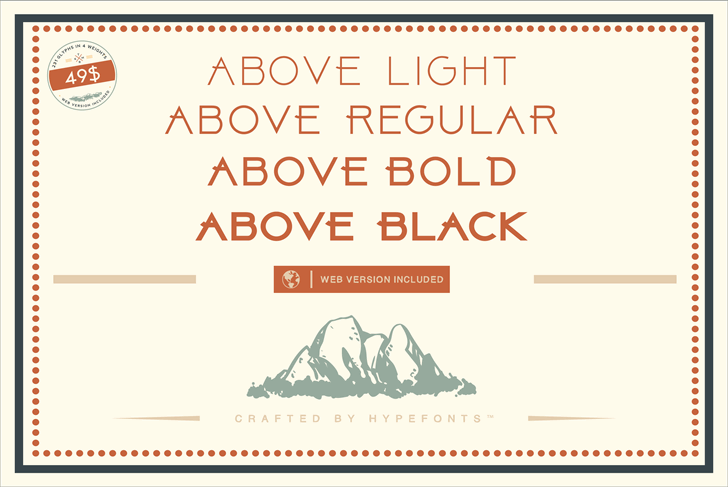 251 GLYPHS IN 4 WEIGHTS
49$
WEB VERSION INCLUDED
ABOVE LIGHT
ABOVE REGULAR
ABOVE BOLD
ABOVE BLACK
WEB VERSION INCLUDED
CRAFTED BY HYPEFONTS™